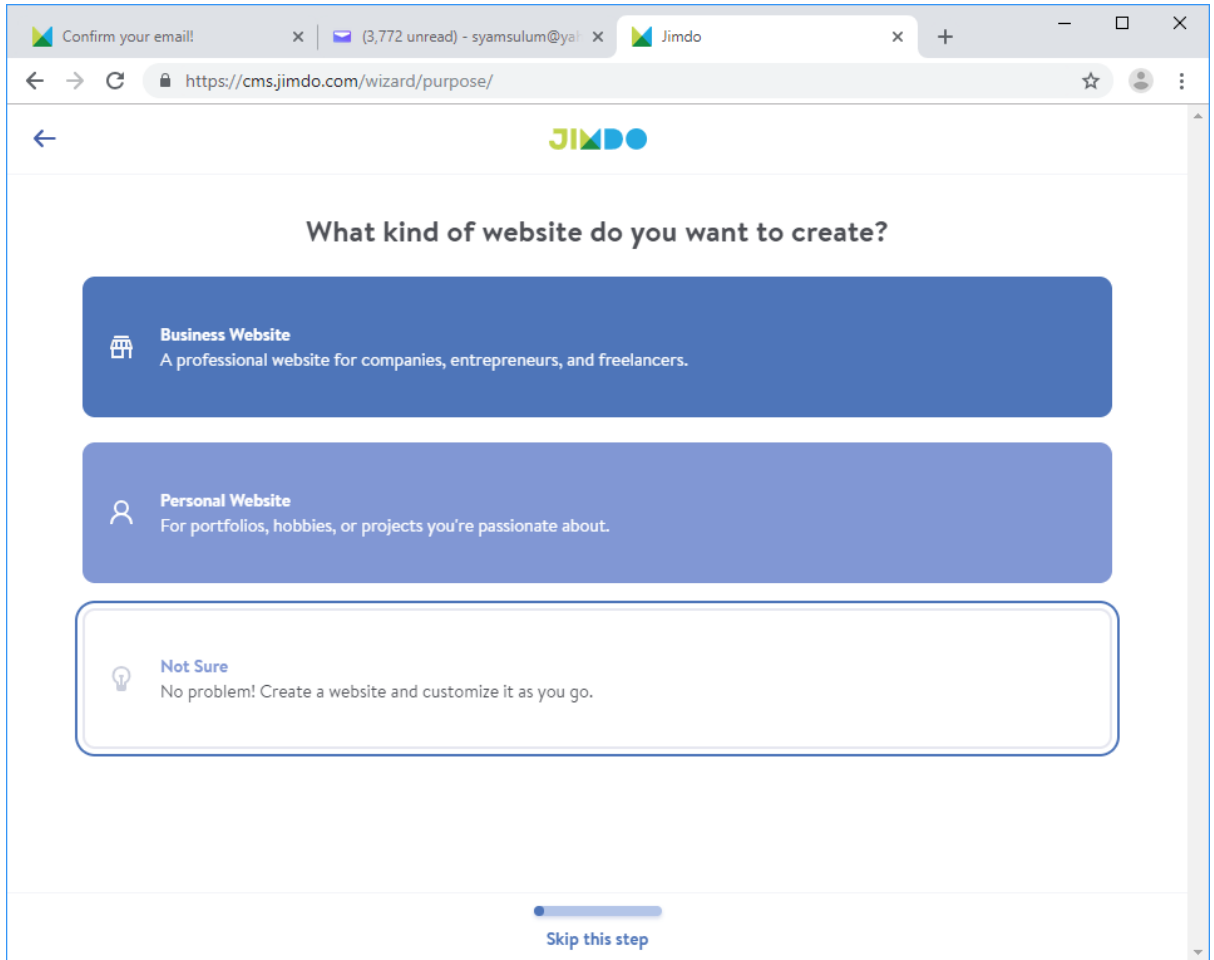 Confirm your email!
(3,772 unread) - syamsulum@yah
Jimdo
https://cms.jimdo.com/wizard/purpose/
JIMDO
What kind of website do you want to create?
Business Website
A professional website for companies, entrepreneurs, and freelancers.
Personal Website
For portfolios, hobbies, or projects you're passionate about.
Not Sure
No problem! Create a website and customize it as you go.
Skip this step